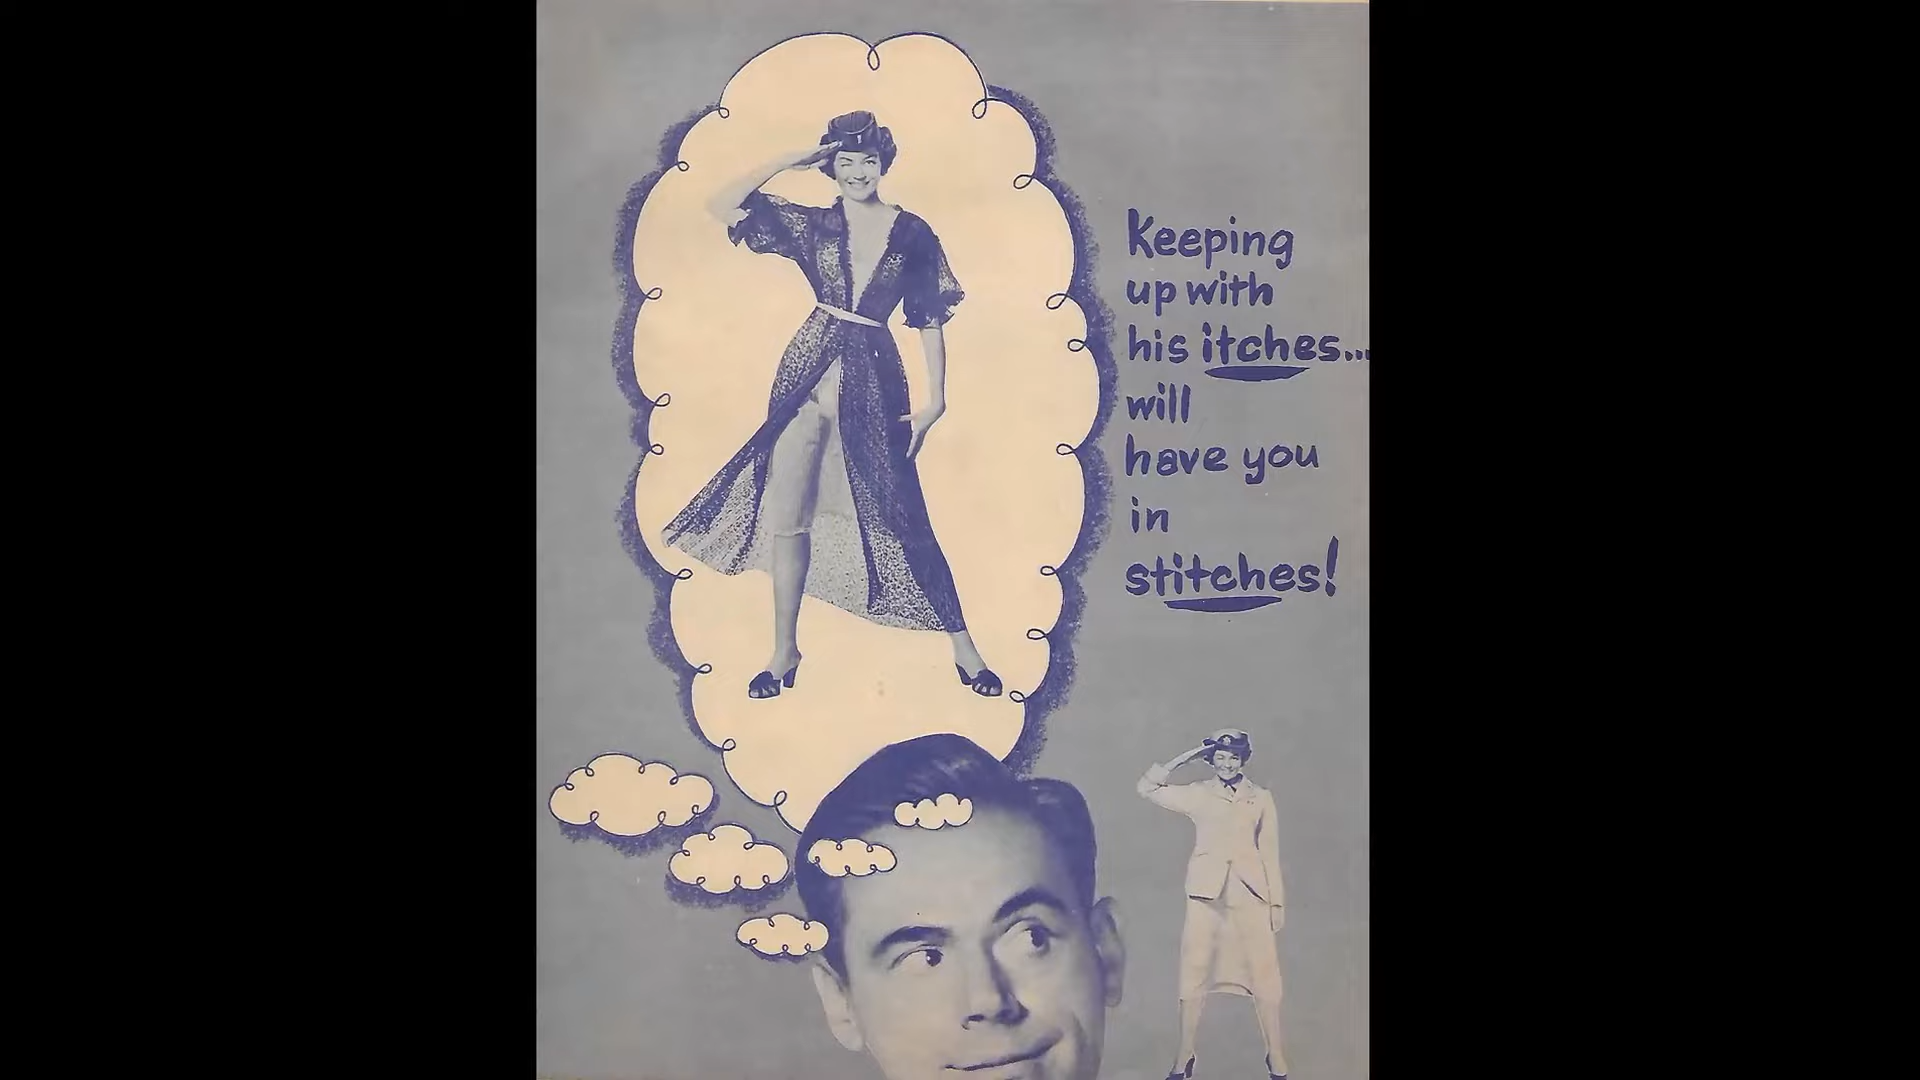 Keeping
up with
his itches...
will
have you
in
stitches!